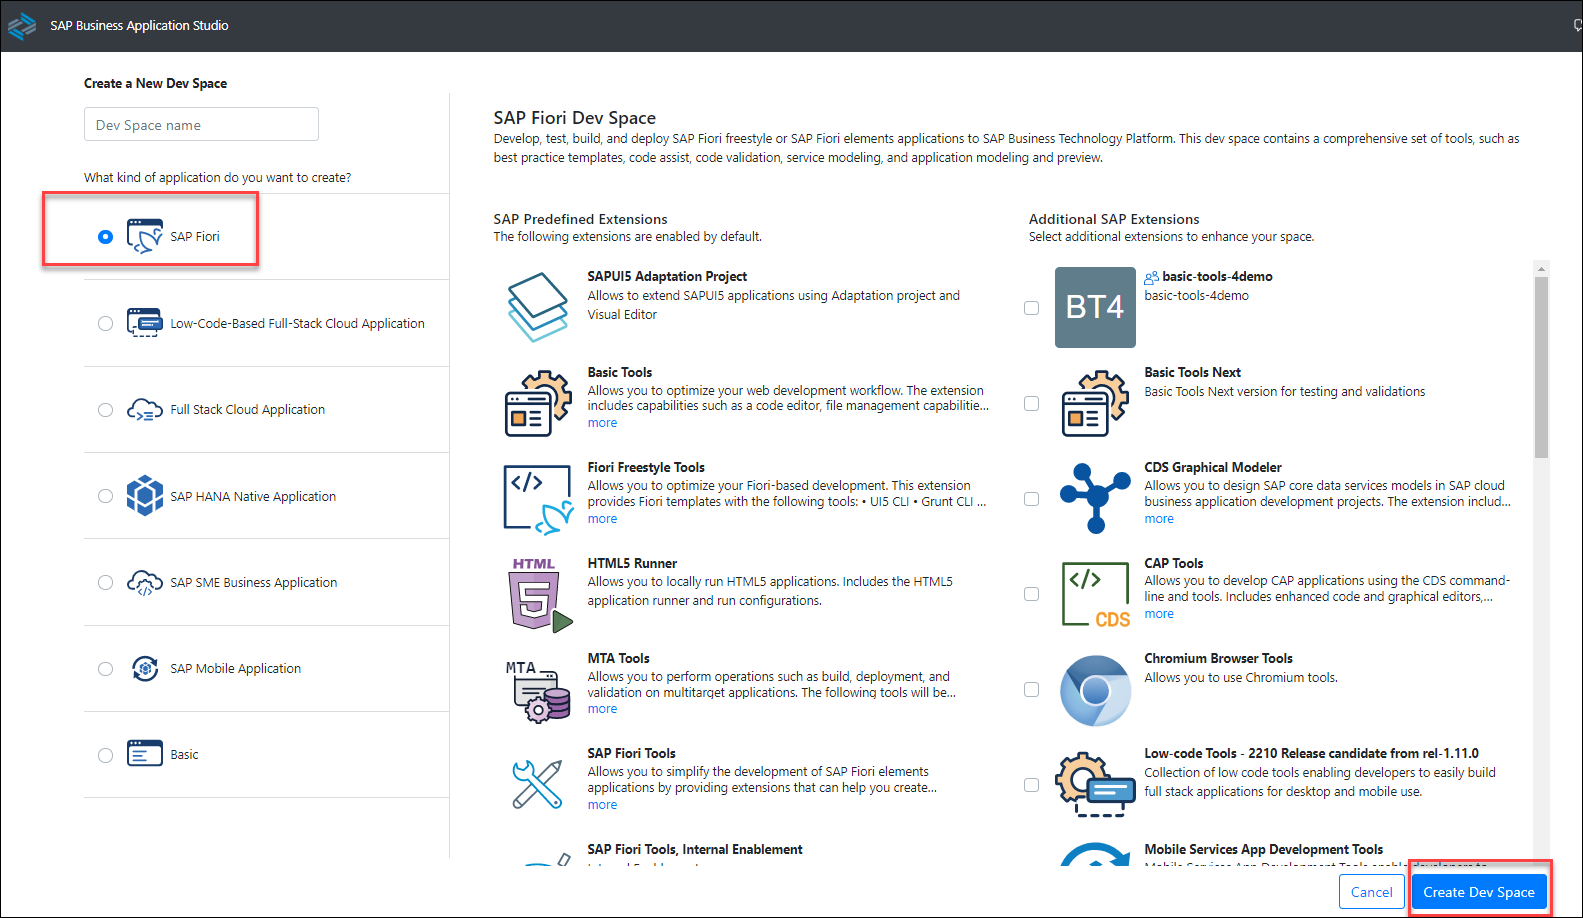 SAP Business Application Studio
Create a New Dev Space
Dev Space name
What kind of application do you want to create?
SAP Fiori
Low-Code-Based Full-Stack Cloud Application
Full Stack Cloud Application
SAP HANA Native Application
SAP SME Business Application
SAP Mobile Application
Basic
SAP Fiori Dev Space
Develop, test, build, and deploy SAP Fiori freestyle or SAP Fiori elements applications to SAP Business Technology Platform. This dev space contains a comprehensive set of tools, such as
best practice templates, code assist, code validation, service modeling, and application modeling and preview.
SAP Predefined Extensions
The following extensions are enabled by default.
SAPUI5 Adaptation Project
Allows to extend SAPUI5 applications using Adaptation project and
Visual Editor
Basic Tools
Allows you to optimize your web development workflow. The extension
includes capabilities such as a code editor, file management capabilitie...
more
</>
Fiori Freestyle Tools
Allows you to optimize your Fiori-based development. This extension
provides Fiori templates with the following tools: • UI5 CLI • Grunt CLI ...
more
HTML
5
HTML5 Runner
Allows you to locally run HTML5 applications. Includes the HTML5
application runner and run configurations.
MTA
MTA Tools
Allows you to perform operations such as build, deployment, and
validation on multitarget applications. The following tools will be...
more
SAP Fiori Tools
Allows you to simplify the development of SAP Fiori elements
applications by providing extensions that can help you create...
more
SAP Fiori Tools, Internal Enablement
Additional SAP Extensions
Select additional extensions to enhance your space.
BT4
basic-tools-4demo
basic-tools-4demo
Basic Tools Next
Basic Tools Next version for testing and validations
CDS Graphical Modeler
Allows you to design SAP core data services models in SAP cloud
business application development projects. The extension includ...
more
</>
CDS
CAP Tools
Allows you to develop CAP applications using the CDS command-
line and tools. Includes enhanced code and graphical editors,...
more
Chromium Browser Tools
Allows you to use Chromium tools.
Low-code Tools - 2210 Release candidate from rel-1.11.0
Collection of low code tools enabling developers to easily build
full stack applications for desktop and mobile use.
Mobile Services App Development Tools
Cancel
Create Dev Space